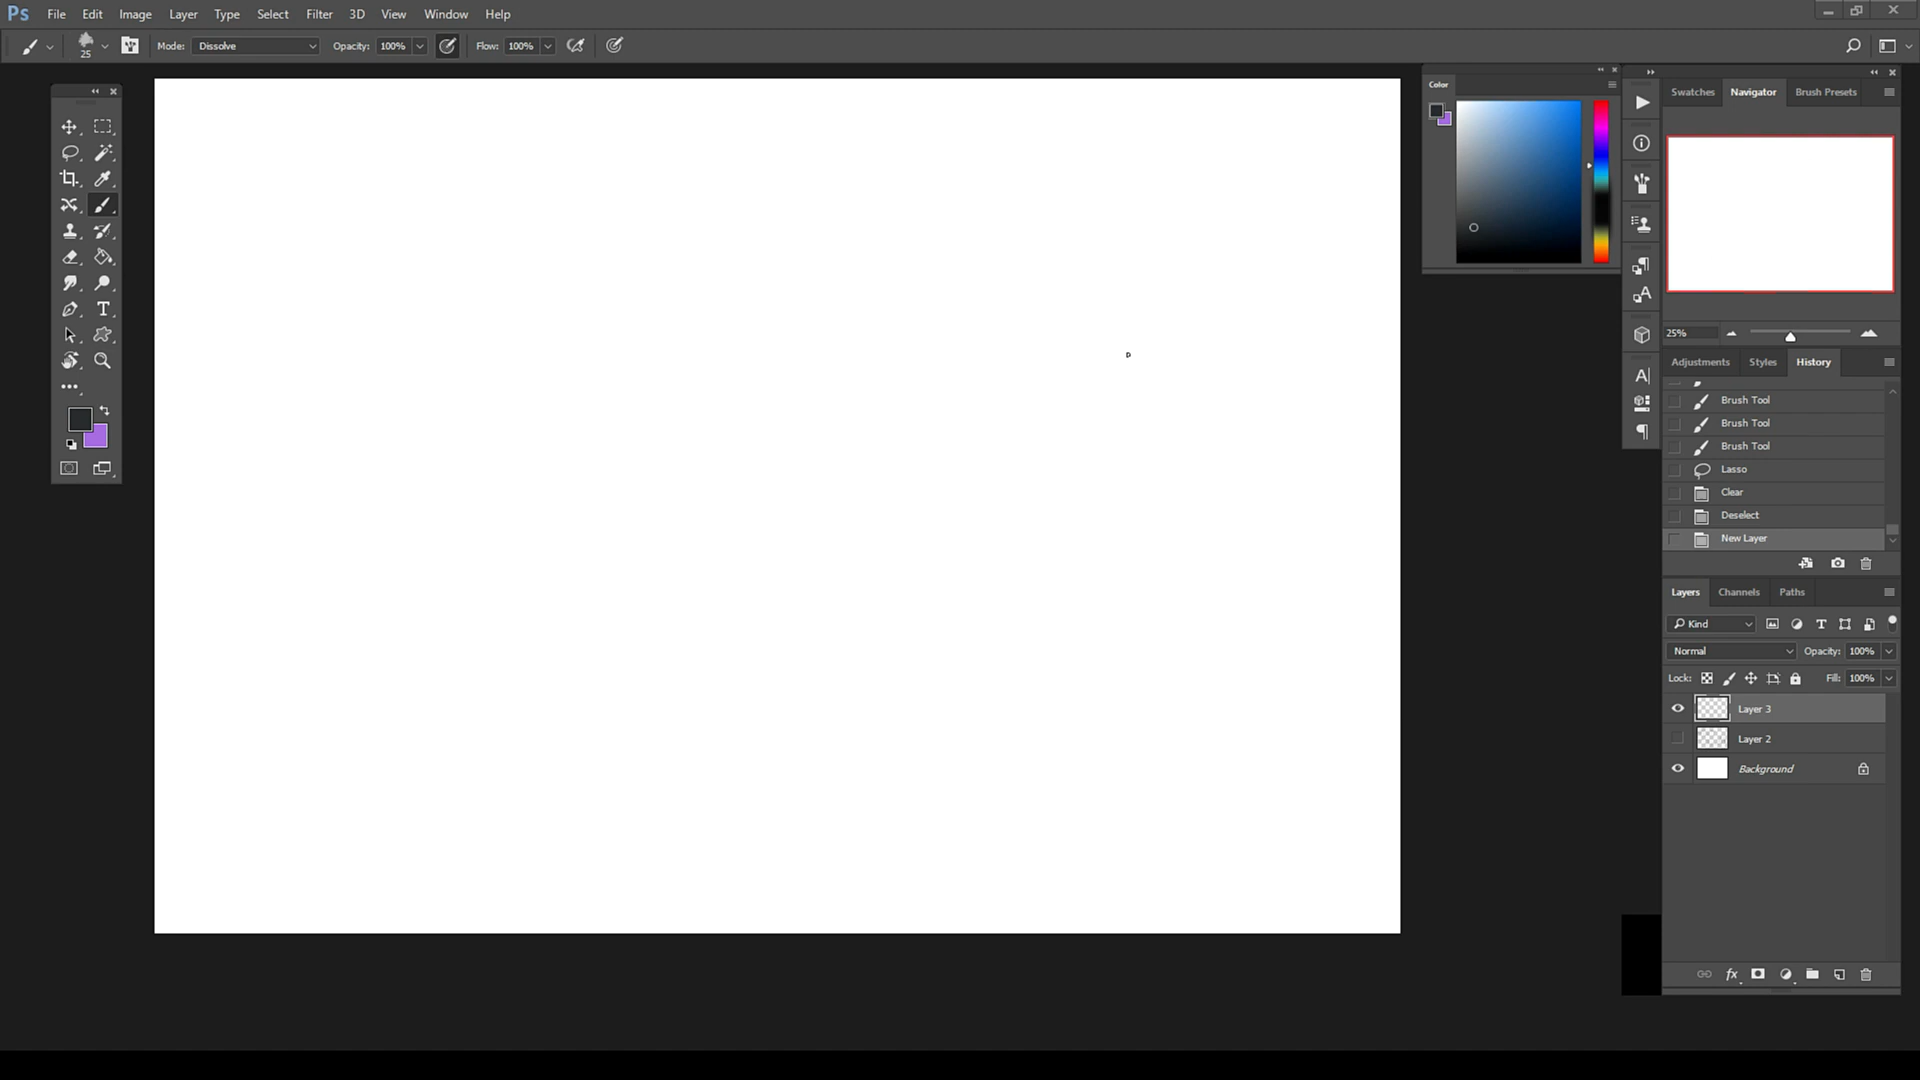 Ps File Edit Image Layer Type Select Filter 3D View Window Help
25 Mode: Dissolve Opacity: 100% Flow: 100%
Color
Swatches Navigator Brush Presets
25%
Adjustments Styles History
Brush Tool
Brush Tool
Brush Tool
Lasso
Clear
Deselect
New Layer
Layers Channels Paths
Kind
Normal Opacity: 100%
Lock: Fill: 100%
Layer 3
Layer 2
Background
fx